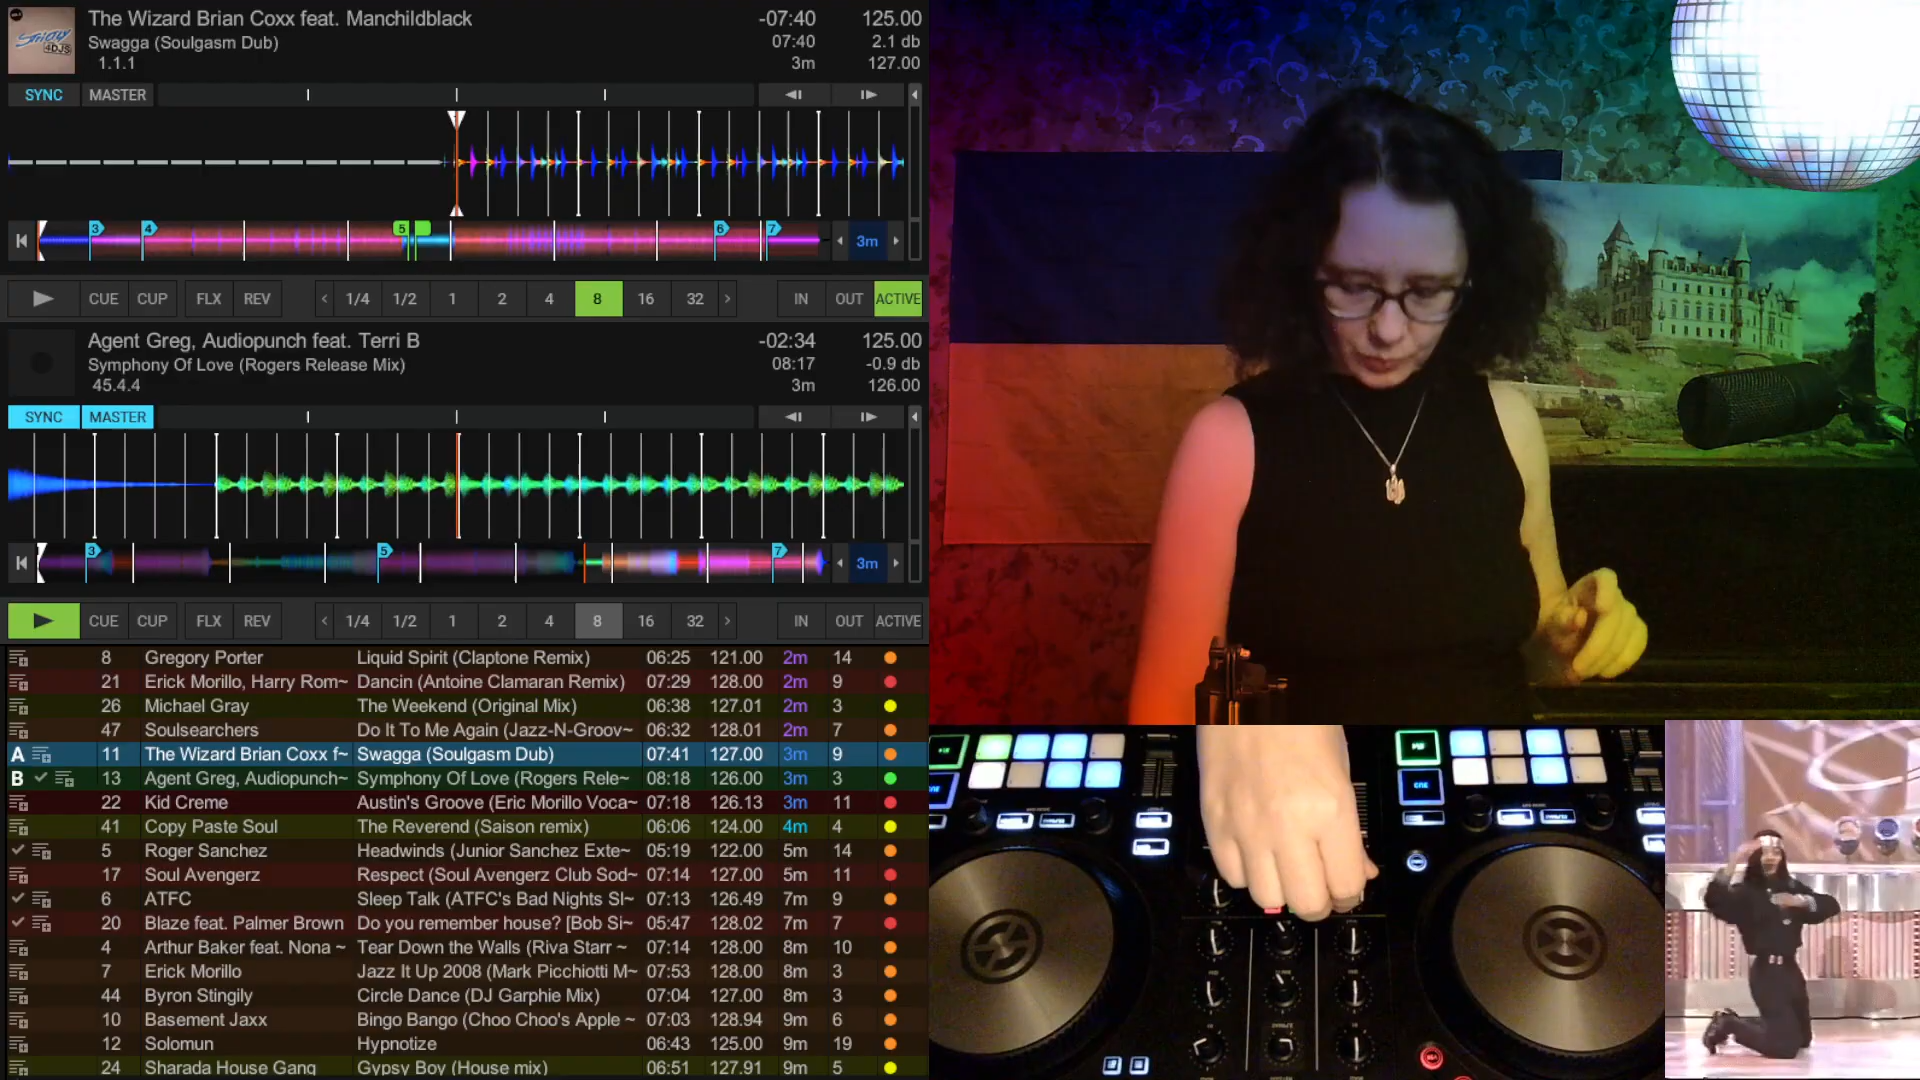 The Wizard Brian Coxx feat. Manchildblack -07:40 125.00
Swagga (Soulgasm Dub) 07:40 2.1 db
1.1.1 3m 127.00
STRICTLY
4DJS
SYNC MASTER
3 4 5 6 7 3m
CUE CUP FLX REV < 1/4 1/2 1 2 4 8 16 32 > IN OUT ACTIVE
Agent Greg, Audiopunch feat. Terri B -02:34 125.00
Symphony Of Love (Rogers Release Mix) 08:17 -0.9 db
45.4.4 3m 126.00
SYNC MASTER
3 5 7 3m
CUE CUP FLX REV < 1/4 1/2 1 2 4 8 16 32 > IN OUT ACTIVE
8 Gregory Porter Liquid Spirit (Claptone Remix) 06:25 121.00 2m 14
21 Erick Morillo, Harry Rom~ Dancin (Antoine Clamaran Remix) 07:29 128.00 2m 9
26 Michael Gray The Weekend (Original Mix) 06:38 127.01 2m 3
47 Soulsearchers Do It To Me Again (Jazz-N-Groov~ 06:32 128.01 2m 7
A 11 The Wizard Brian Coxx f~ Swagga (Soulgasm Dub) 07:41 127.00 3m 9
B 13 Agent Greg, Audiopunch~ Symphony Of Love (Rogers Rele~ 08:18 126.00 3m 3
22 Kid Creme Austin's Groove (Eric Morillo Voca~ 07:18 126.13 3m 11
41 Copy Paste Soul The Reverend (Saison remix) 06:06 124.00 4m 4
5 Roger Sanchez Headwinds (Junior Sanchez Exte~ 05:19 122.00 5m 14
17 Soul Avengerz Respect (Soul Avengerz Club Sod~ 07:14 127.00 5m 11
6 ATFC Sleep Talk (ATFC's Bad Nights Sl~ 07:13 126.49 7m 9
20 Blaze feat. Palmer Brown Do you remember house? [Bob Si~ 05:47 128.02 7m 7
4 Arthur Baker feat. Nona ~ Tear Down the Walls (Riva Starr ~ 07:14 128.00 8m 10
7 Erick Morillo Jazz It Up 2008 (Mark Picchiotti M~ 07:53 128.00 8m 3
44 Byron Stingily Circle Dance (DJ Garphie Mix) 07:04 127.00 8m 3
10 Basement Jaxx Bingo Bango (Choo Choo's Apple ~ 07:03 128.94 9m 6
12 Solomun Hypnotize 06:43 125.00 9m 19
24 Sharada House Gang Gypsy Boy (House mix) 06:51 127.91 9m 5
CUE